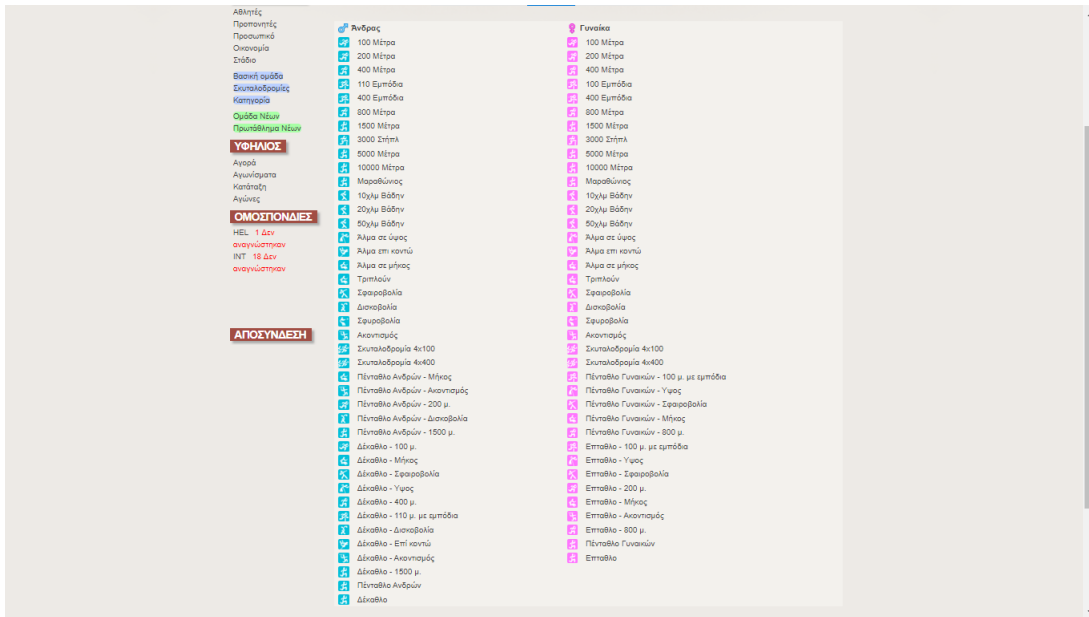 Αθλητές
Προπονητές
Προσωπικό
Οικονομία
Στάδιο
Βασική ομάδα
Σκυταλοδρομίες
Κατηγορία
Ομάδα Νέων
Πρωτάθλημα Νέων
ΥΦΗΛΙΟΣ
Αγορά
Αγωνίσματα
Κατάταξη
Αγώνες
ΟΜΟΣΠΟΝΔΙΕΣ
HEL 1 Δεν
αναγνώστηκαν
INT 18 Δεν
αναγνώστηκαν
ΑΠΟΣΥΝΔΕΣΗ
Άνδρας
100 Μέτρα
200 Μέτρα
400 Μέτρα
110 Εμπόδια
400 Εμπόδια
800 Μέτρα
1500 Μέτρα
3000 Στήπλ
5000 Μέτρα
10000 Μέτρα
Μαραθώνιος
10χλμ Βάδην
20χλμ Βάδην
50χλμ Βάδην
Άλμα σε ύψος
Άλμα επι κοντώ
Άλμα σε μήκος
Τριπλούν
Σφαιροβολία
Δισκοβολία
Σφυροβολία
Ακοντισμός
Σκυταλοδρομία 4x100
Σκυταλοδρομία 4x400
Πένταθλο Ανδρών - Μήκος
Πένταθλο Ανδρών - Ακοντισμός
Πένταθλο Ανδρών - 200 μ.
Πένταθλο Ανδρών - Δισκοβολία
Πένταθλο Ανδρών - 1500 μ.
Δέκαθλο - 100 μ.
Δέκαθλο - Μήκος
Δέκαθλο - Σφαιροβολία
Δέκαθλο - Υψος
Δέκαθλο - 400 μ.
Δέκαθλο - 110 μ. με εμπόδια
Δέκαθλο - Δισκοβολία
Δέκαθλο - Επί κοντώ
Δέκαθλο - Ακοντισμός
Δέκαθλο - 1500 μ.
Πένταθλο Ανδρών
Δέκαθλο
Γυναίκα
100 Μέτρα
200 Μέτρα
400 Μέτρα
100 Εμπόδια
400 Εμπόδια
800 Μέτρα
1500 Μέτρα
3000 Στήπλ
5000 Μέτρα
10000 Μέτρα
Μαραθώνιος
10χλμ Βάδην
20χλμ Βάδην
50χλμ Βάδην
Άλμα σε ύψος
Άλμα επι κοντώ
Άλμα σε μήκος
Τριπλούν
Σφαιροβολία
Δισκοβολία
Σφυροβολία
Ακοντισμός
Σκυταλοδρομία 4x100
Σκυταλοδρομία 4x400
Πένταθλο Γυναικών - 100 μ. με εμπόδια
Πένταθλο Γυναικών - Υψος
Πένταθλο Γυναικών - Σφαιροβολία
Πένταθλο Γυναικών - Μήκος
Πένταθλο Γυναικών - 800 μ.
Επταθλο - 100 μ. με εμπόδια
Επταθλο - Υψος
Επταθλο - Σφαιροβολία
Επταθλο - 200 μ.
Επταθλο - Μήκος
Επταθλο - Ακοντισμός
Επταθλο - 800 μ.
Πένταθλο Γυναικών
Επταθλο